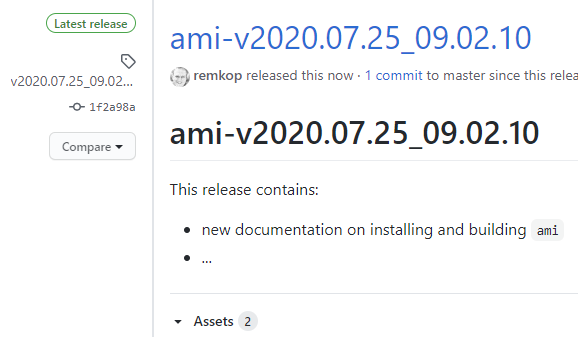 Latest release
v2020.07.25_09.02...
1f2a98a
Compare
ami-v2020.07.25_09.02.10
remkop released this now · 1 commit to master since this relea
ami-v2020.07.25_09.02.10
This release contains:
• new documentation on installing and building ami
• ...
Assets 2